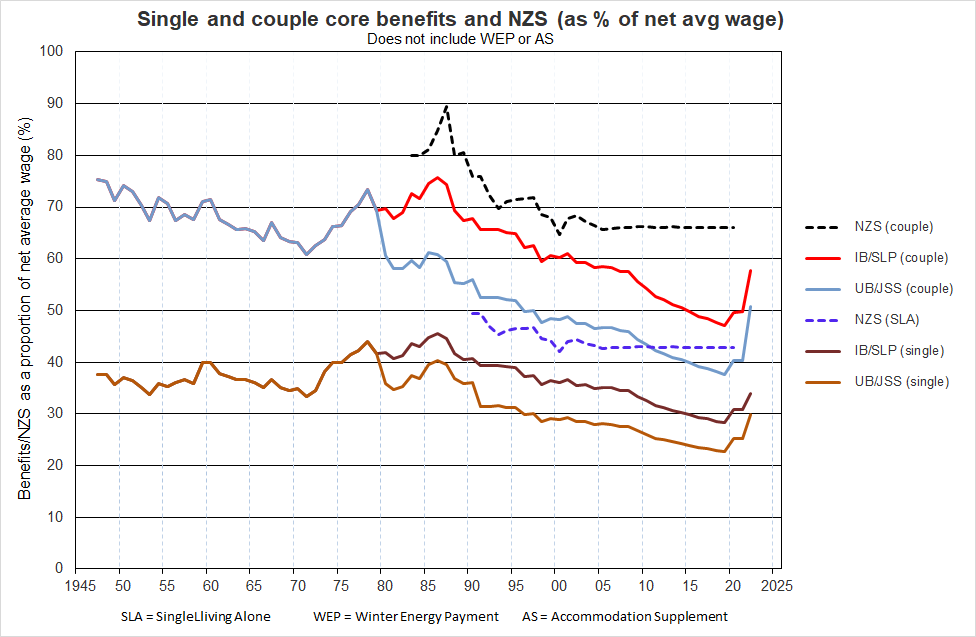 Single and couple core benefits and NZS (as % of net avg wage)
Does not include WEP or AS
Benefits/NZS as a proportion of net average wage (%)
100
90
80
70
60
50
40
30
20
10
0
1945 50 55 60 65 70 75 80 85 90 95 00 05 10 15 20 2025
NZS (couple)
IB/SLP (couple)
UB/JSS (couple)
NZS (SLA)
IB/SLP (single)
UB/JSS (single)
SLA = SingleLlivingAlone WEP = Winter Energy Payment AS = Accommodation Supplement